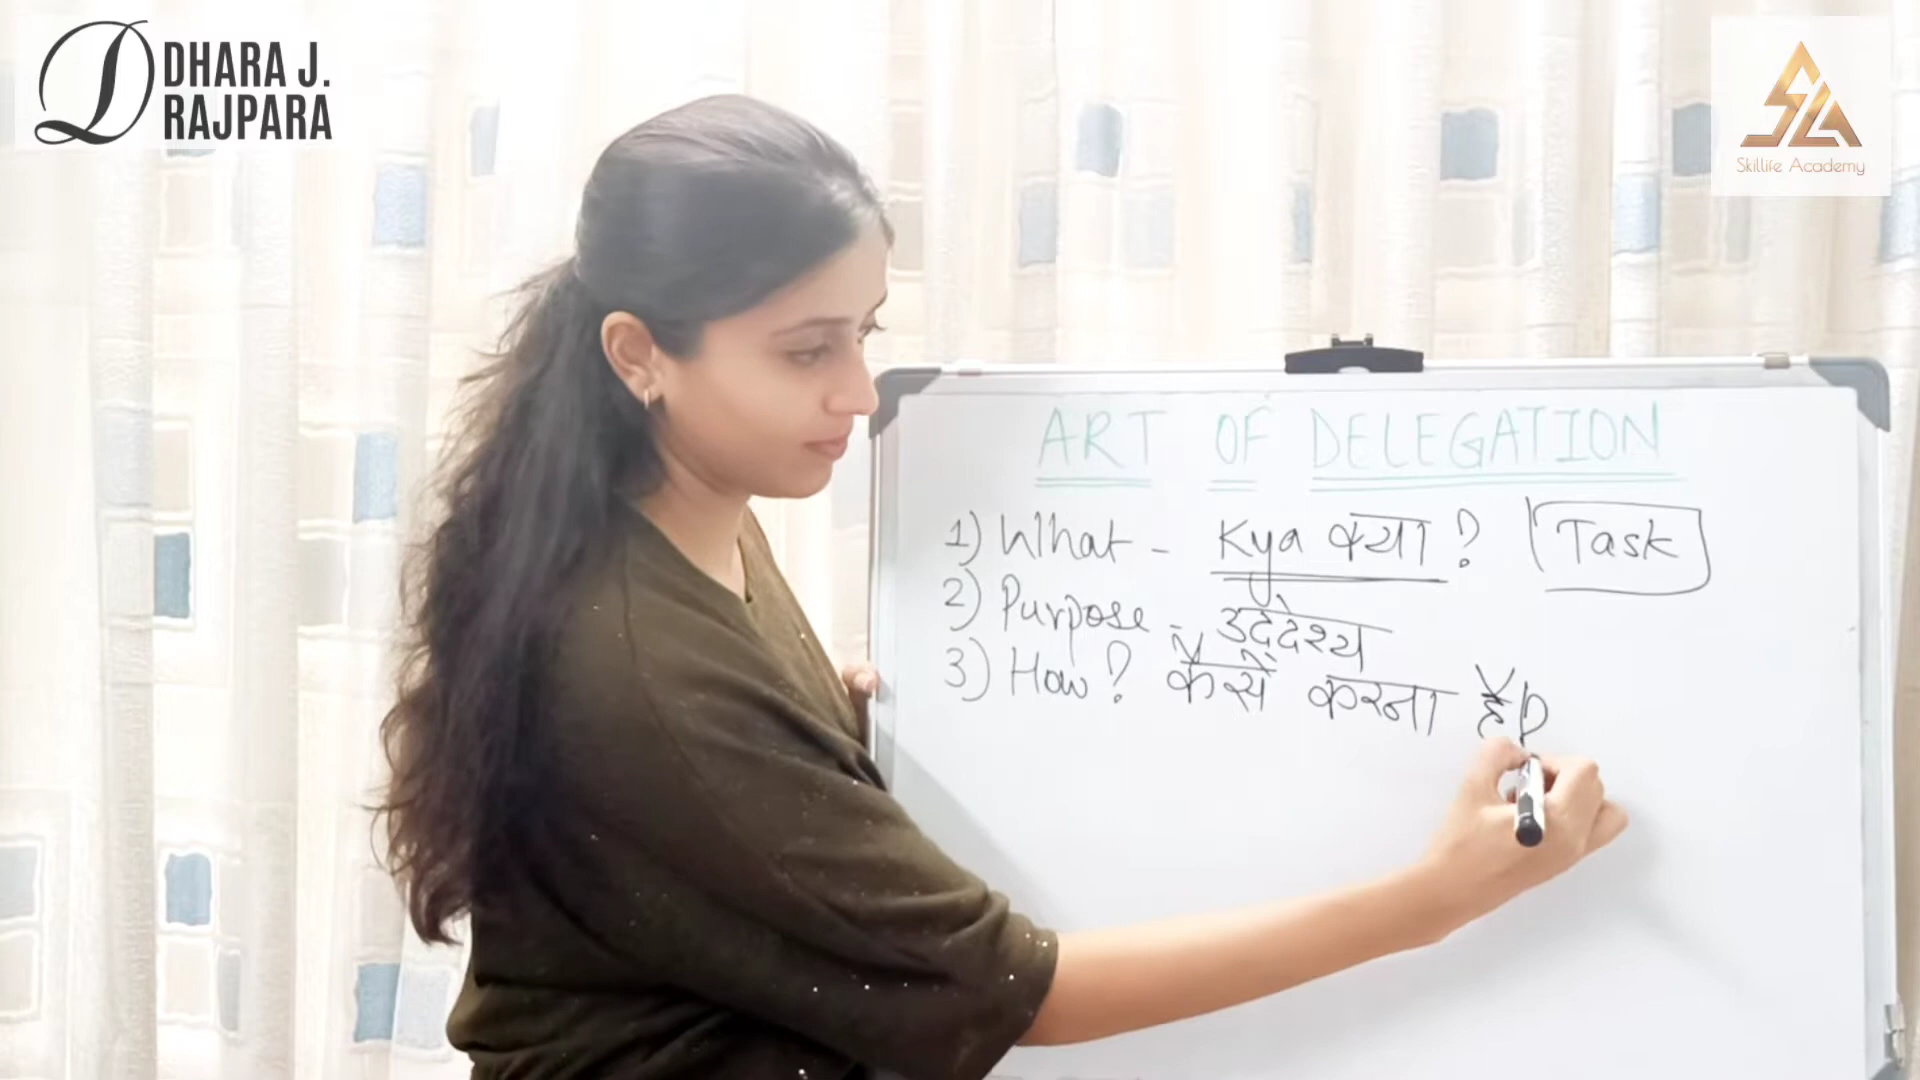 DHARA J.
RAJPARA
Skillife Academy
ART OF DELEGATION
1) What - Kya क्या? Task
2) Purpose - उद्देश्य
3) How? कैसे करना है?